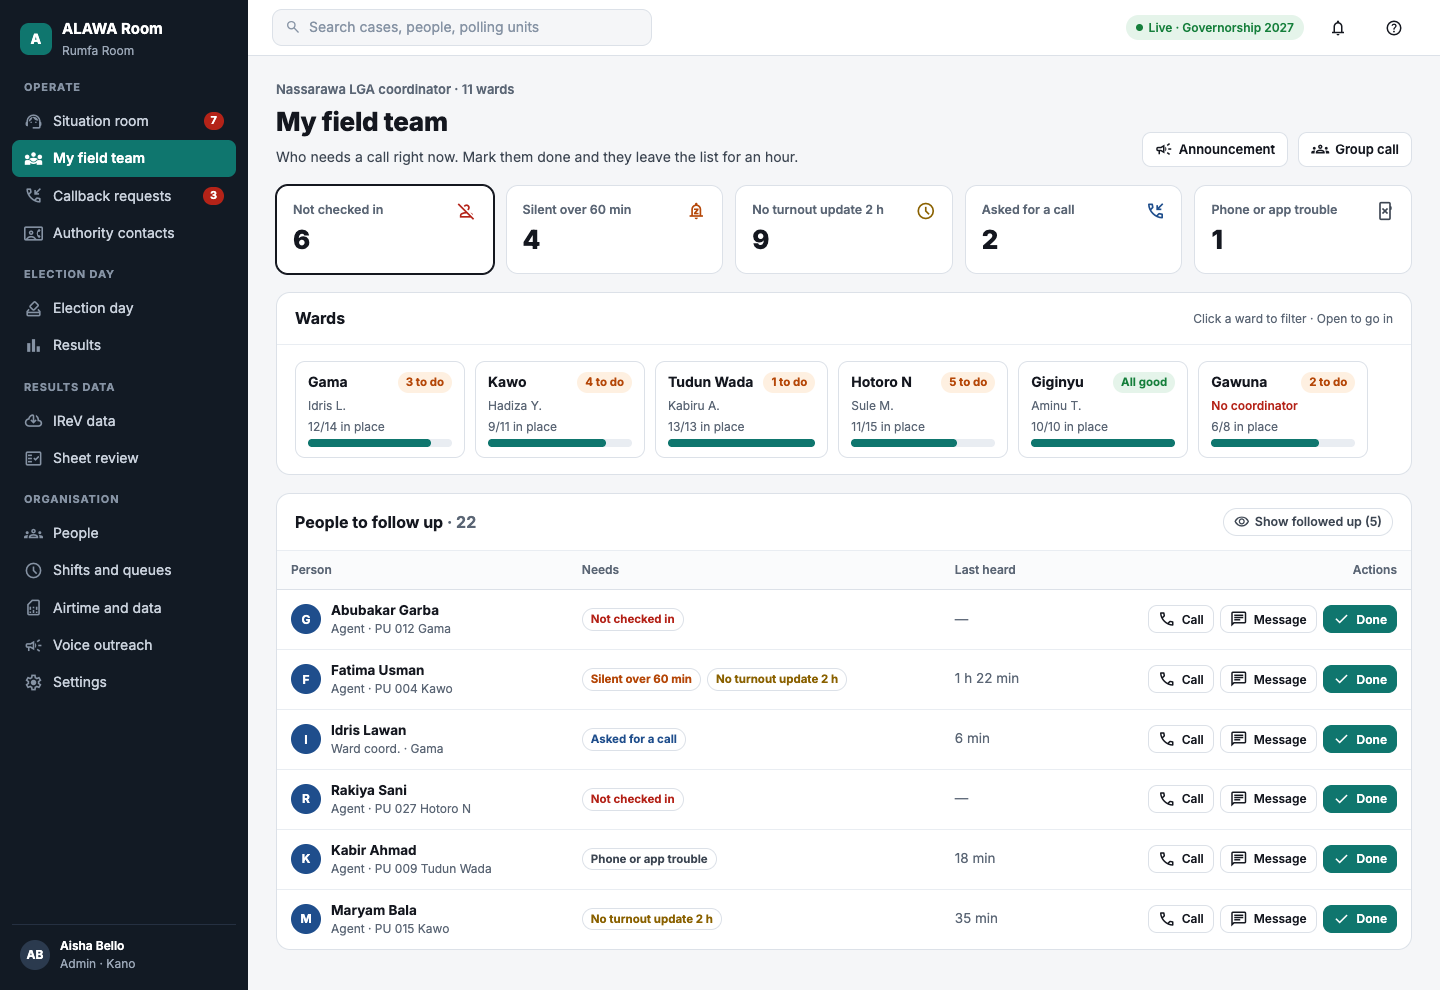 A
ALAWA Room
Rumfa Room
OPERATE
Situation room 7
My field team
Callback requests 3
Authority contacts
ELECTION DAY
Election day
Results
RESULTS DATA
IReV data
Sheet review
ORGANISATION
People
Shifts and queues
Airtime and data
Voice outreach
Settings
AB
Aisha Bello
Admin · Kano
Search cases, people, polling units
Live · Governorship 2027
Nassarawa LGA coordinator · 11 wards
My field team
Who needs a call right now. Mark them done and they leave the list for an hour.
Announcement
Group call
Not checked in
6
Silent over 60 min
4
No turnout update 2 h
9
Asked for a call
2
Phone or app trouble
1
Wards
Click a ward to filter · Open to go in
Gama 3 to do
Idris L.
12/14 in place
Kawo 4 to do
Hadiza Y.
9/11 in place
Tudun Wada 1 to do
Kabiru A.
13/13 in place
Hotoro N 5 to do
Sule M.
11/15 in place
Giginyu All good
Aminu T.
10/10 in place
Gawuna 2 to do
No coordinator
6/8 in place
People to follow up · 22
Show followed up (5)
Person Needs Last heard Actions
G
Abubakar Garba
Agent · PU 012 Gama
Not checked in — Call Message Done
F
Fatima Usman
Agent · PU 004 Kawo
Silent over 60 min No turnout update 2 h 1 h 22 min Call Message Done
I
Idris Lawan
Ward coord. · Gama
Asked for a call 6 min Call Message Done
R
Rakiya Sani
Agent · PU 027 Hotoro N
Not checked in — Call Message Done
K
Kabir Ahmad
Agent · PU 009 Tudun Wada
Phone or app trouble 18 min Call Message Done
M
Maryam Bala
Agent · PU 015 Kawo
No turnout update 2 h 35 min Call Message Done